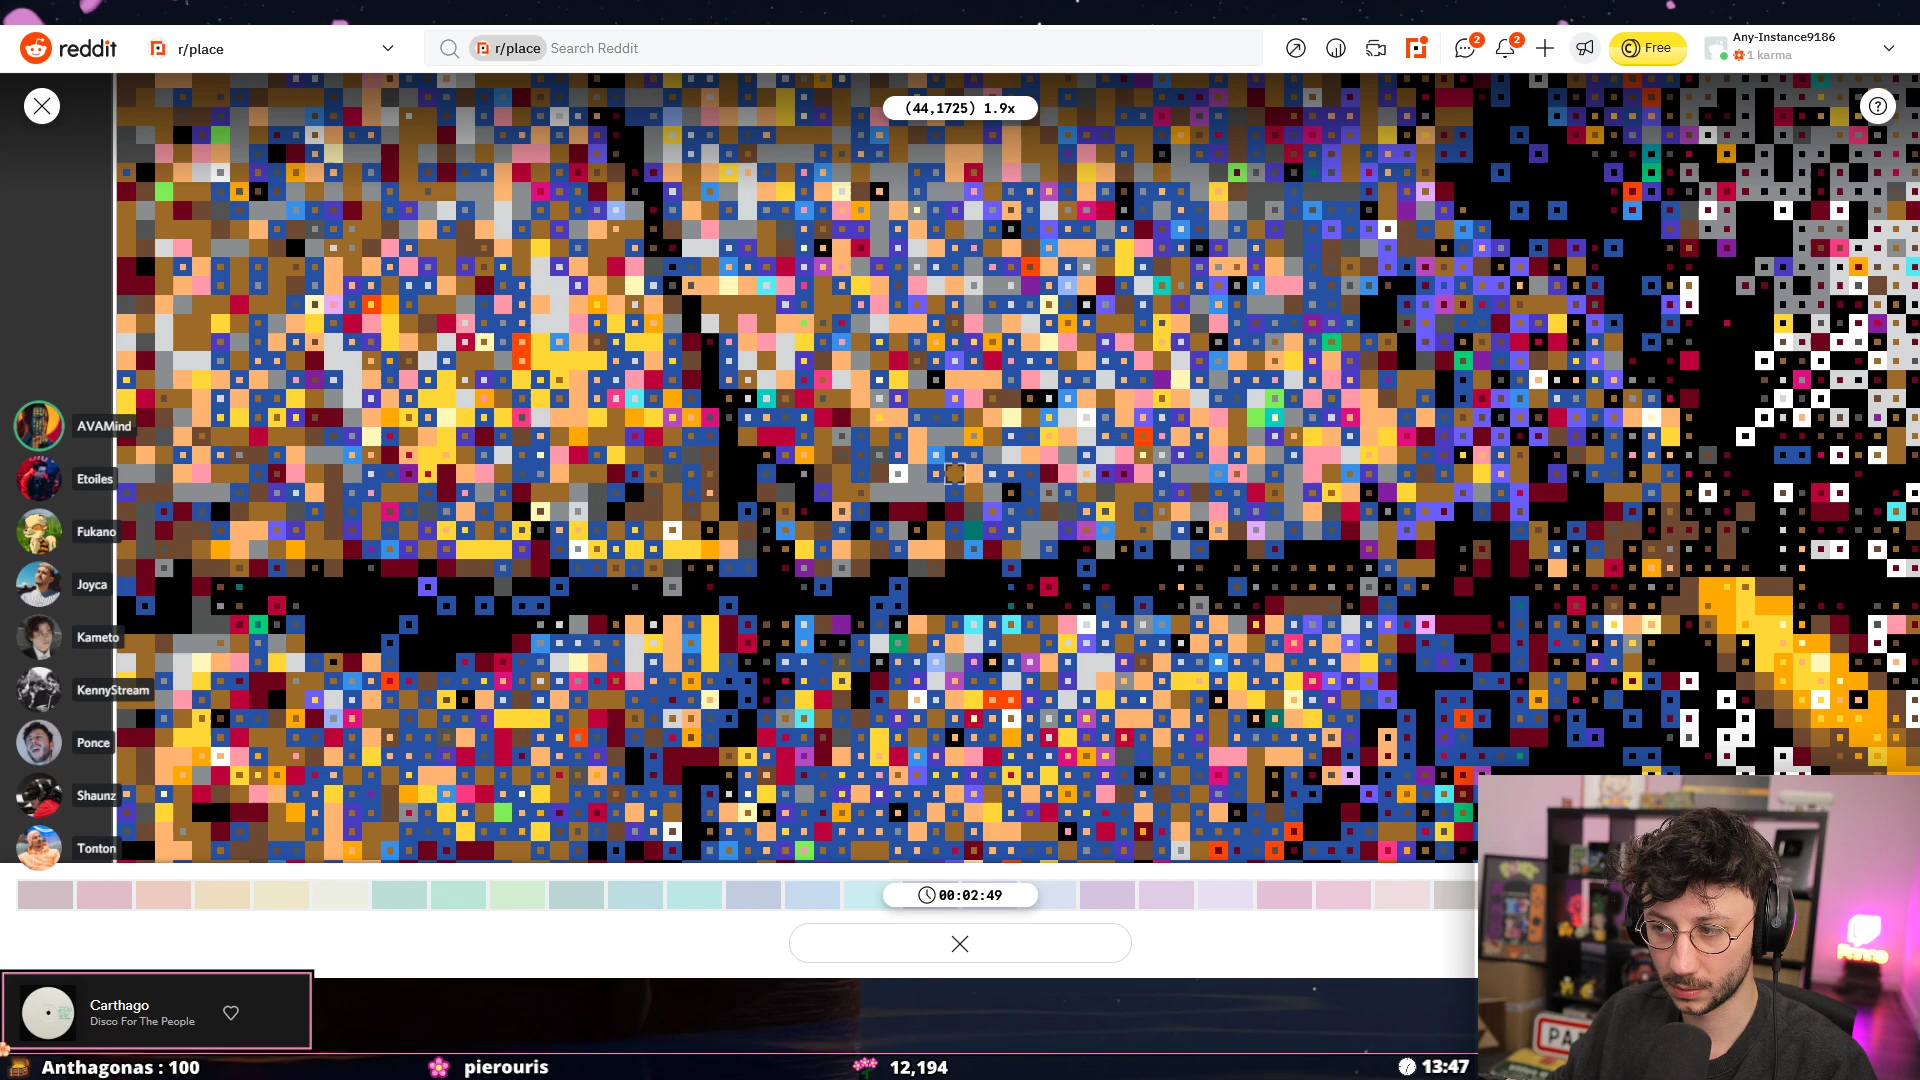 reddit
r/place
r/place Search Reddit
2
2
Free
Any-Instance9186
1 karma
(44,1725) 1.9x
AVAMind
Etoiles
Fukano
Joyca
Kameto
KennyStream
Ponce
Shaunz
Tonton
00:02:49
Carthago
Disco For The People
Anthagonas : 100
pierouris
12,194
13:47